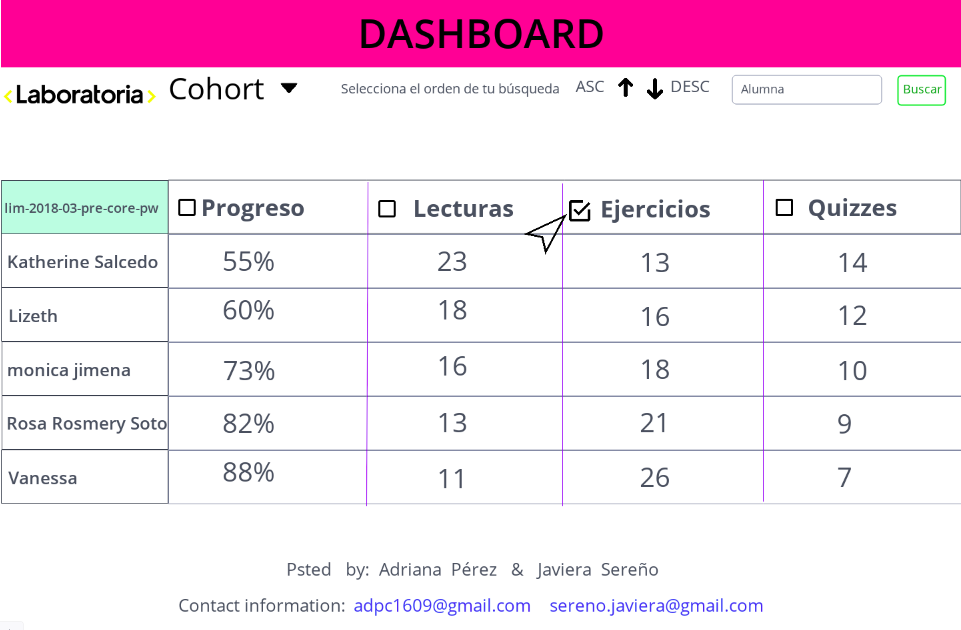 DASHBOARD
<Laboratoria> Cohort Selecciona el orden de tu búsqueda ASC DESC Alumna Buscar
lim-2018-03-pre-core-pw Progreso Lecturas Ejercicios Quizzes
Katherine Salcedo 55% 23 13 14
Lizeth 60% 18 16 12
monica jimena 73% 16 18 10
Rosa Rosmery Soto 82% 13 21 9
Vanessa 88% 11 26 7
Psted by: Adriana Pérez & Javiera Sereño
Contact information: adpc1609@gmail.com sereno.javiera@gmail.com